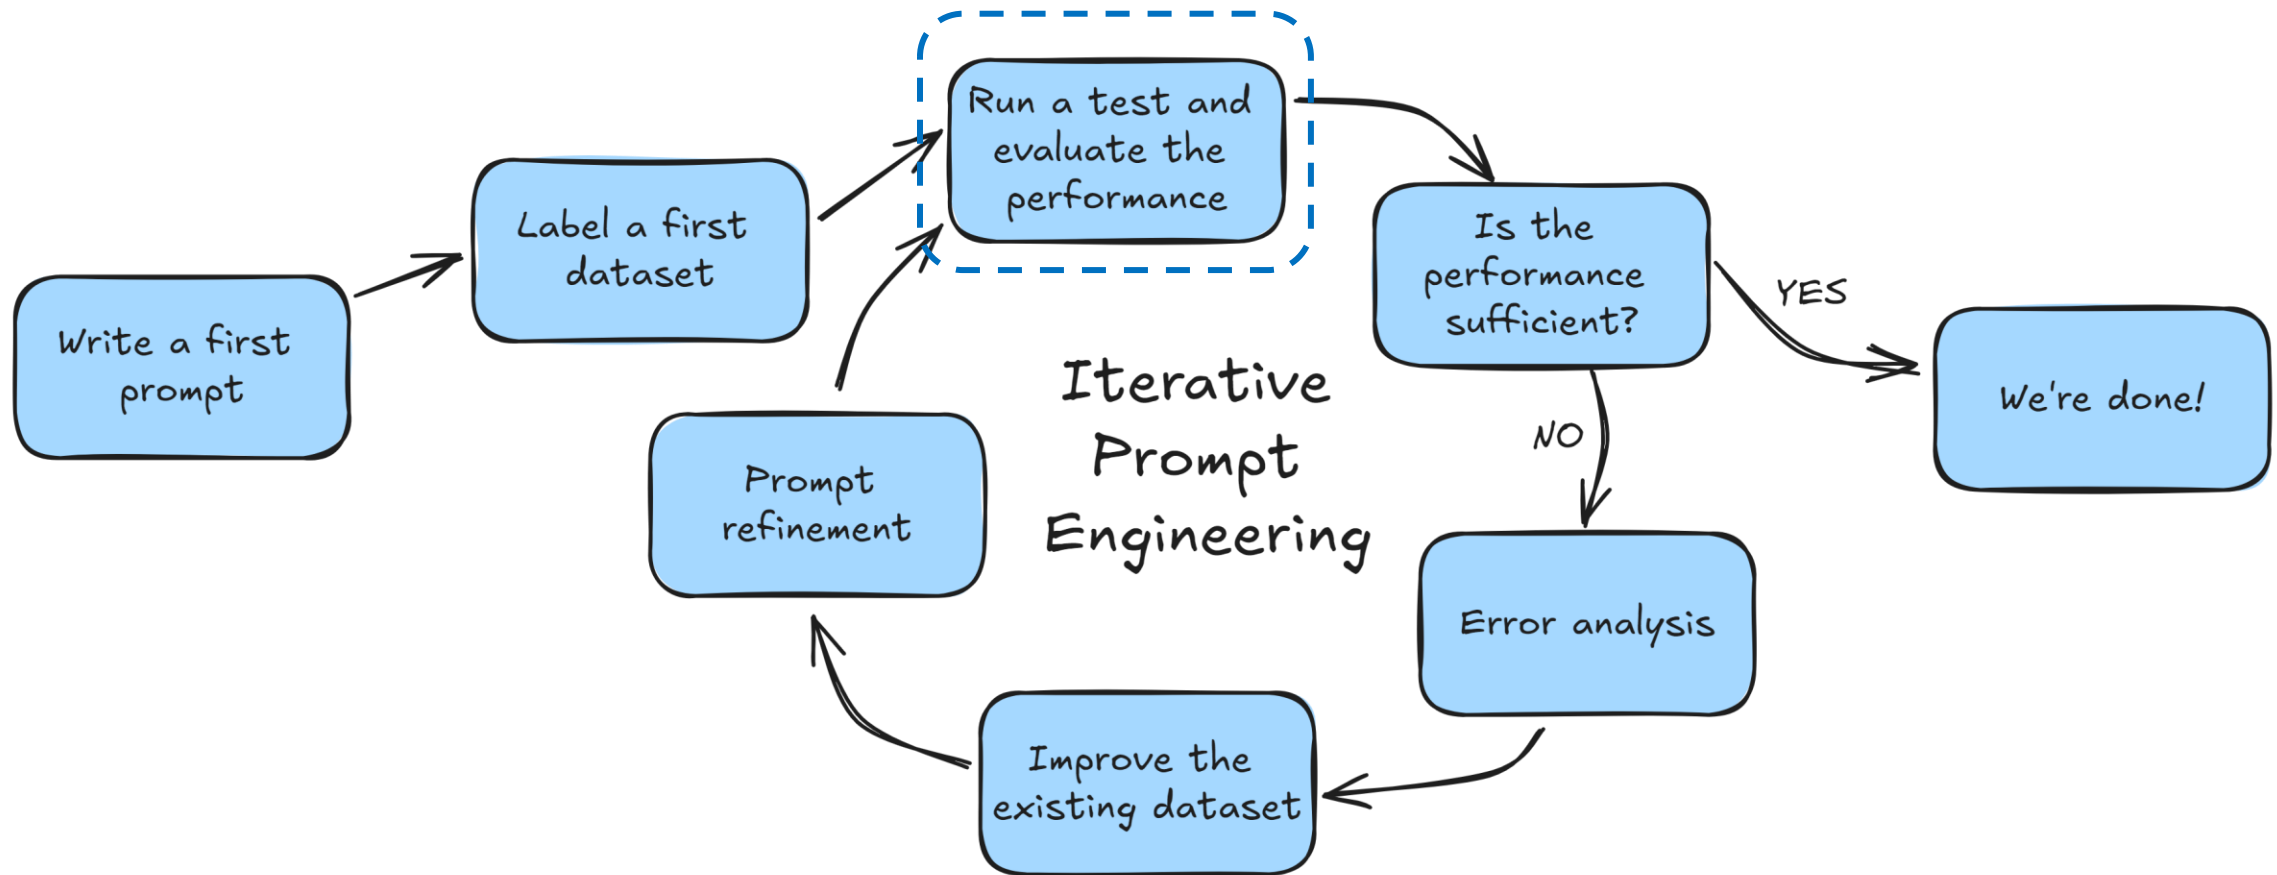 Write a first
prompt
Label a first
dataset
Run a test and
evaluate the
performance
Is the
performance
sufficient?
YES
We're done!
NO
Error analysis
Improve the
existing dataset
Prompt
refinement
Iterative
Prompt
Engineering